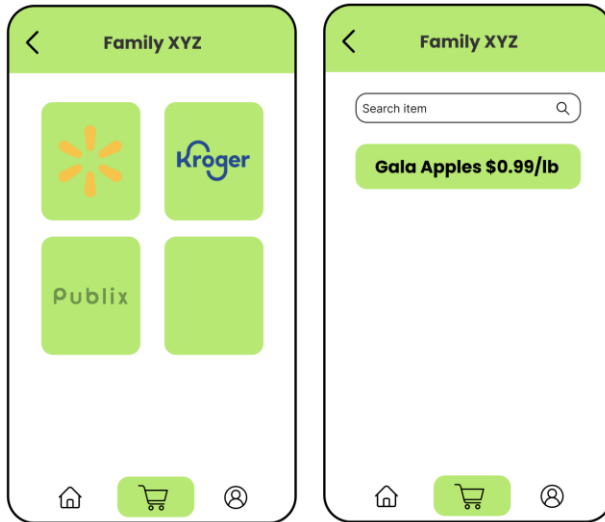 Family XYZ
Kroger
Publix
Family XYZ
Search item
Gala Apples $0.99/lb